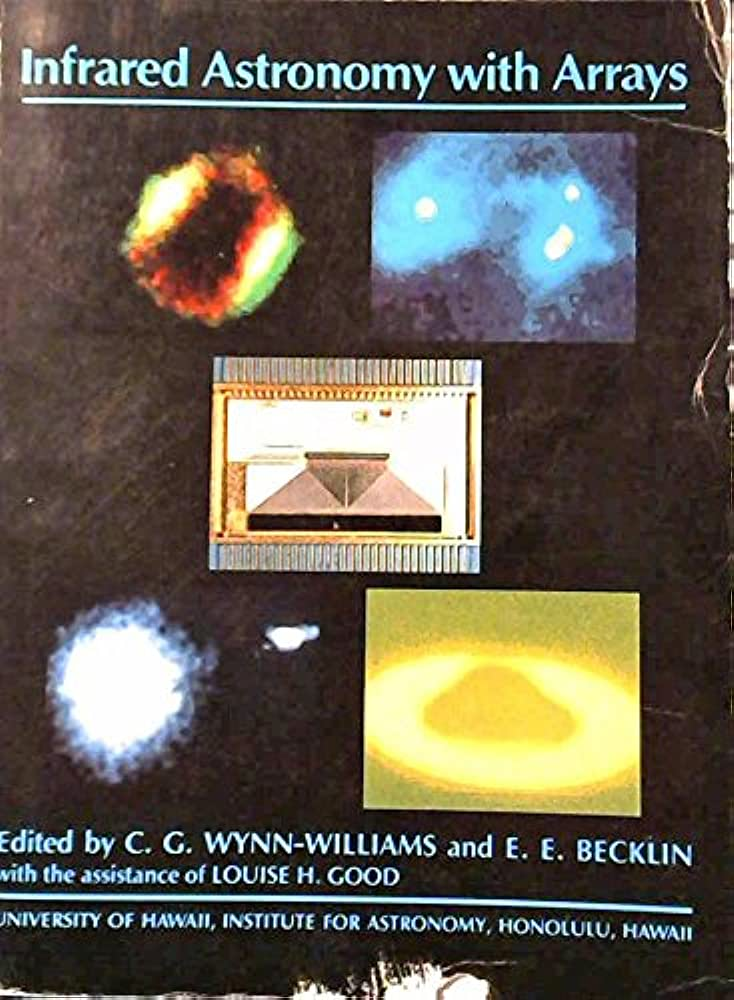 Infrared Astronomy with Arrays
Edited by C. G. WYNN-WILLIAMS and E. E. BECKLIN
with the assistance of LOUISE H. GOOD
UNIVERSITY OF HAWAII, INSTITUTE FOR ASTRONOMY, HONOLULU, HAWAII